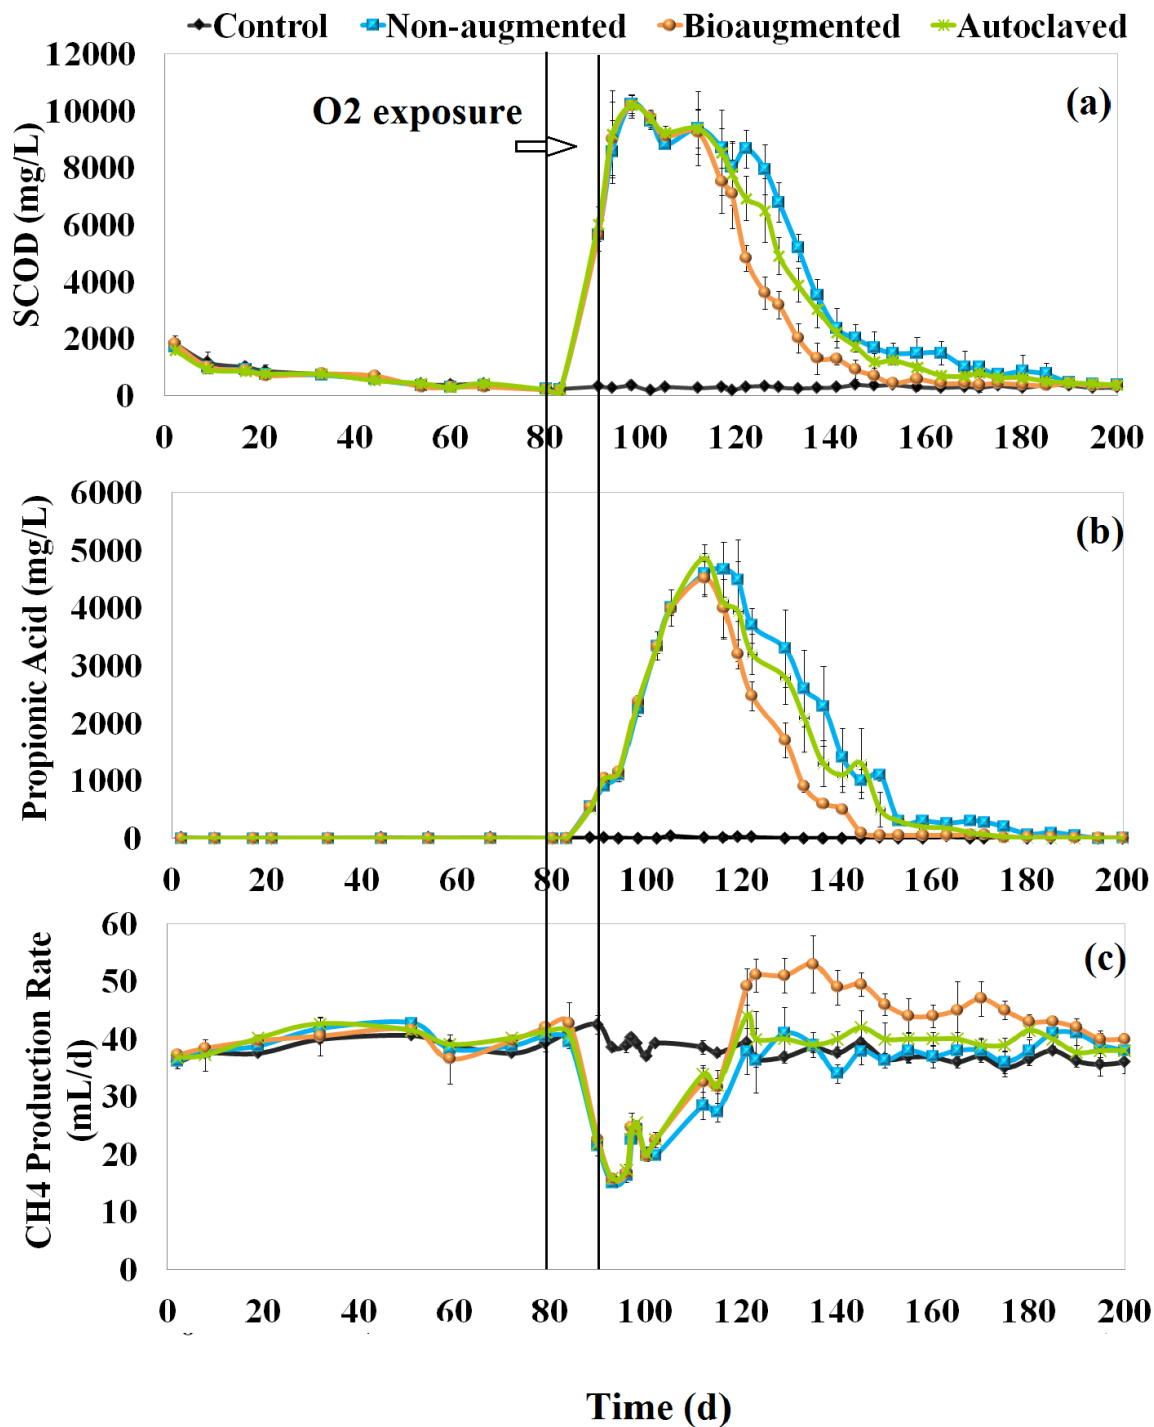 Control Non-augmented Bioaugmented Autoclaved
12000
10000
8000
6000
4000
2000
0
SCOD (mg/L)
O2 exposure
(a)
0 20 40 60 80 100 120 140 160 180 200
6000
5000
4000
3000
2000
1000
0
Propionic Acid (mg/L)
(b)
0 20 40 60 80 100 120 140 160 180 200
60
50
40
30
20
10
0
CH4 Production Rate
(mL/d)
(c)
0 20 40 60 80 100 120 140 160 180 200
Time (d)